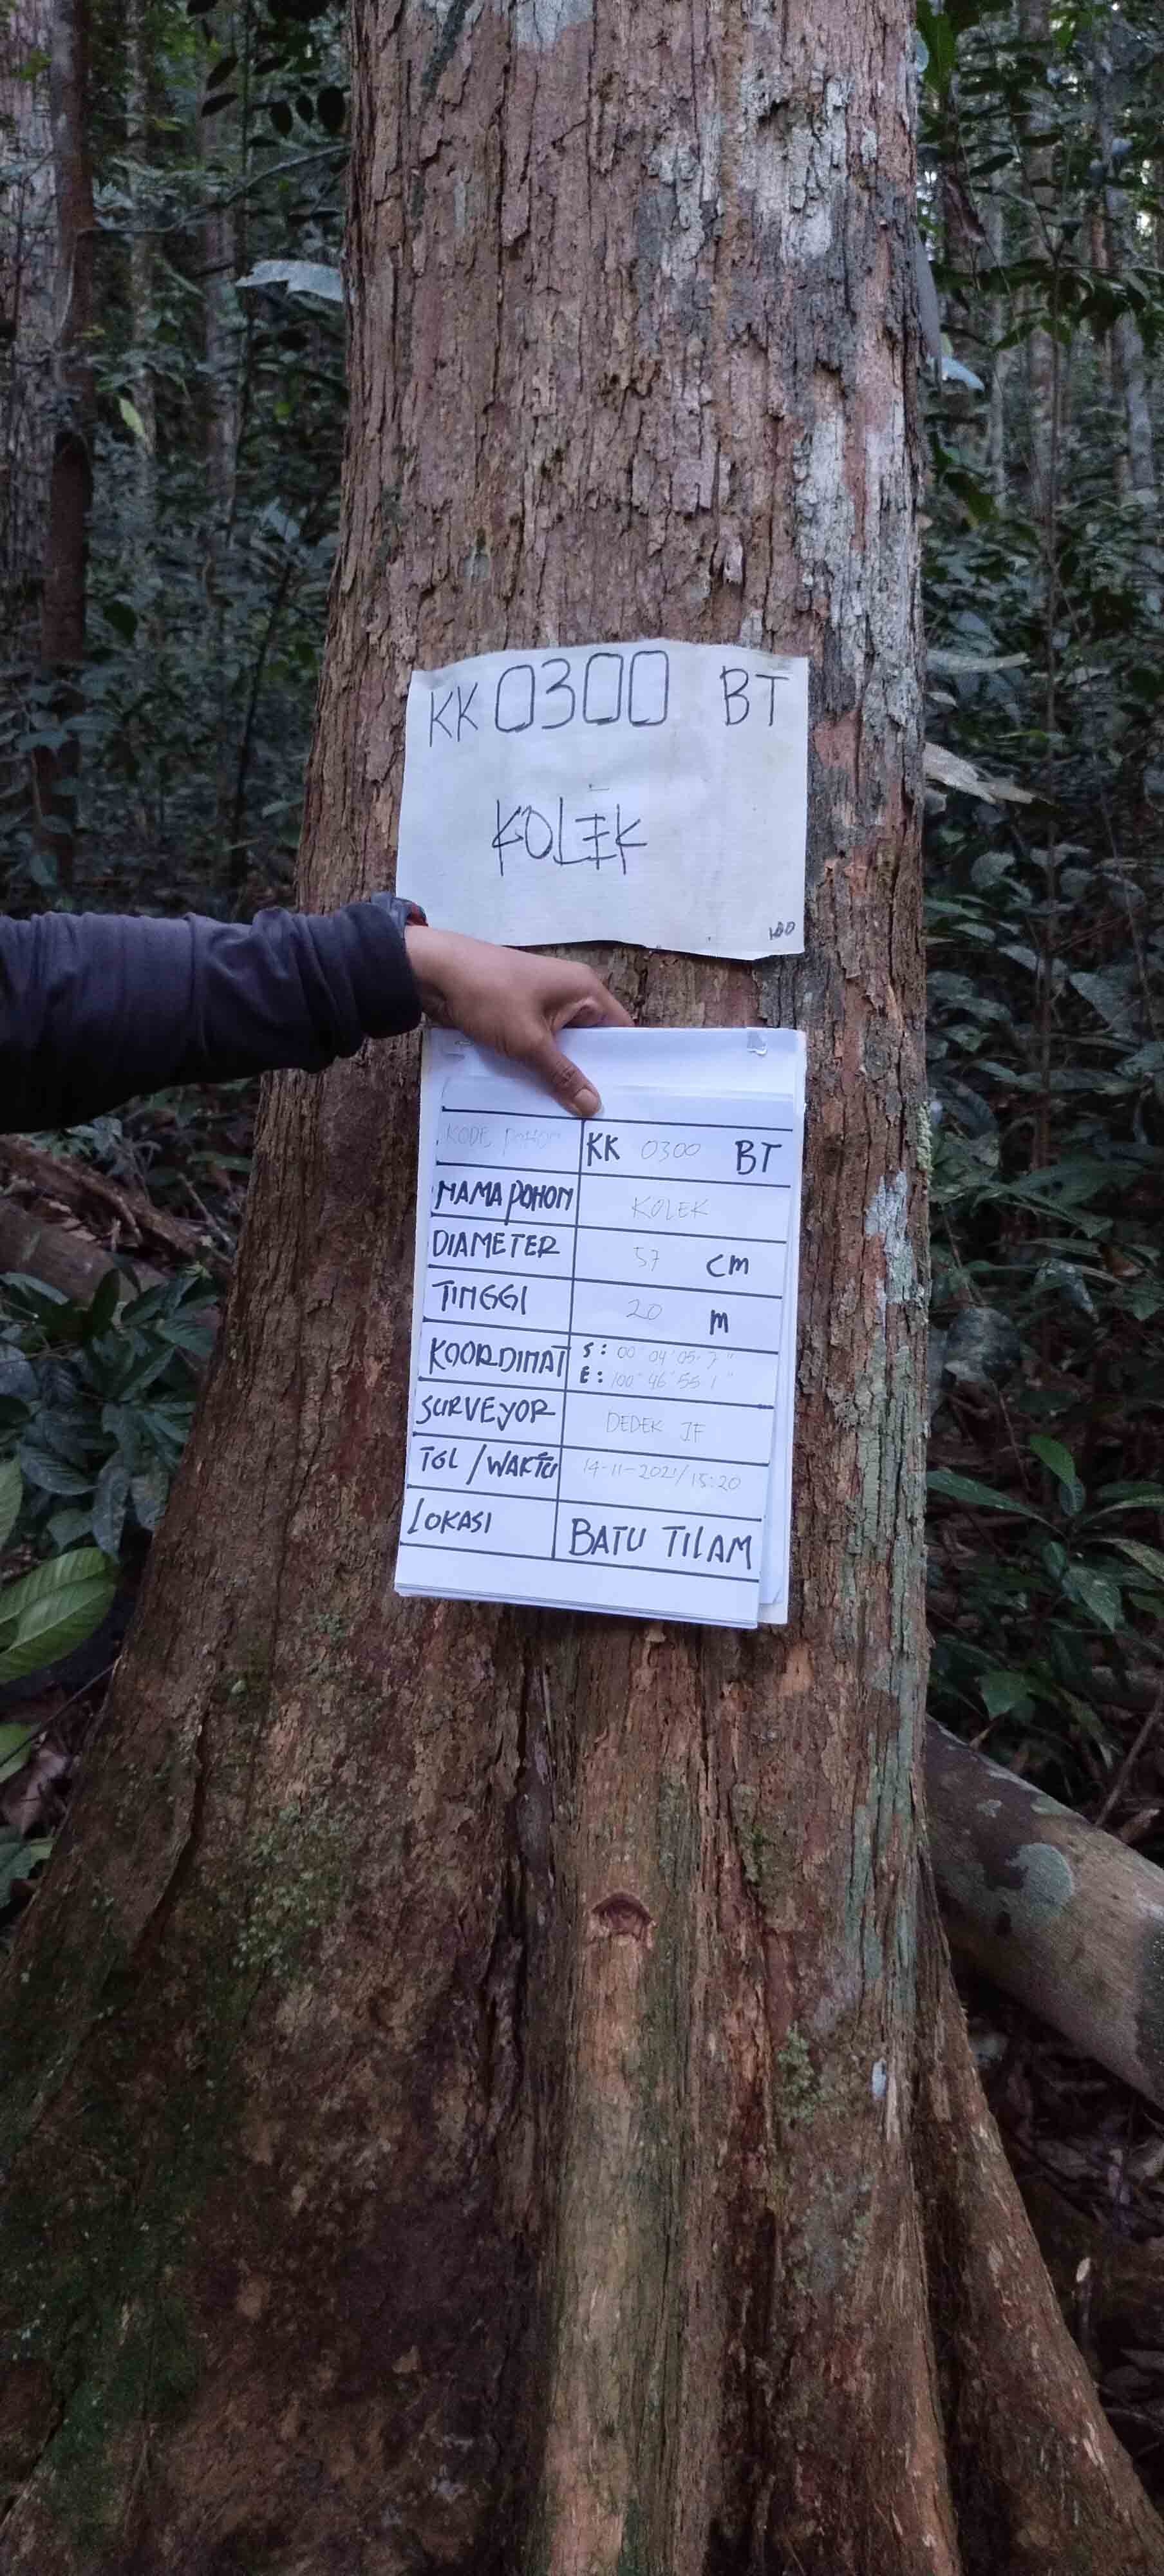 KK 0300 BT
KOLEK
100
KODE POHON KK 0300 BT
NAMA POHON KOLEK
DIAMETER 57 cm
TINGGI 20 m
KOORDINAT S: 00° 04' 05.7"
E: 100° 46' 55.1"
SURVEYOR DEDEK JF
TGL / WAKTU 14-11-2021/15:20
LOKASI BATU TILAM